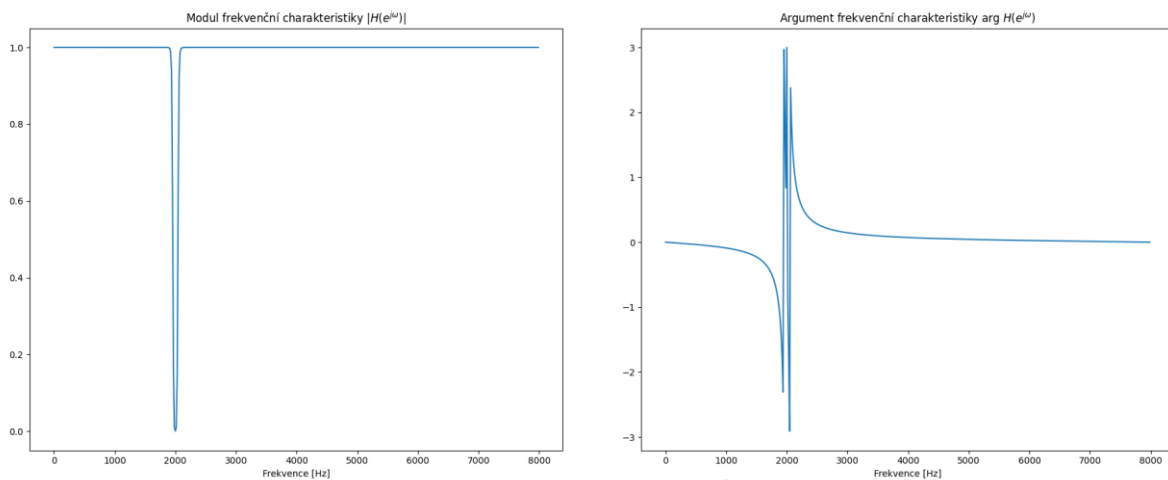 Modul frekvenční charakteristiky |H(e^{jω})|
1.0
0.8
0.6
0.4
0.2
0.0
0 1000 2000 3000 4000 5000 6000 7000 8000
Frekvence [Hz]
Argument frekvenční charakteristiky arg H(e^{jω})
3
2
1
0
−1
−2
−3
0 1000 2000 3000 4000 5000 6000 7000 8000
Frekvence [Hz]